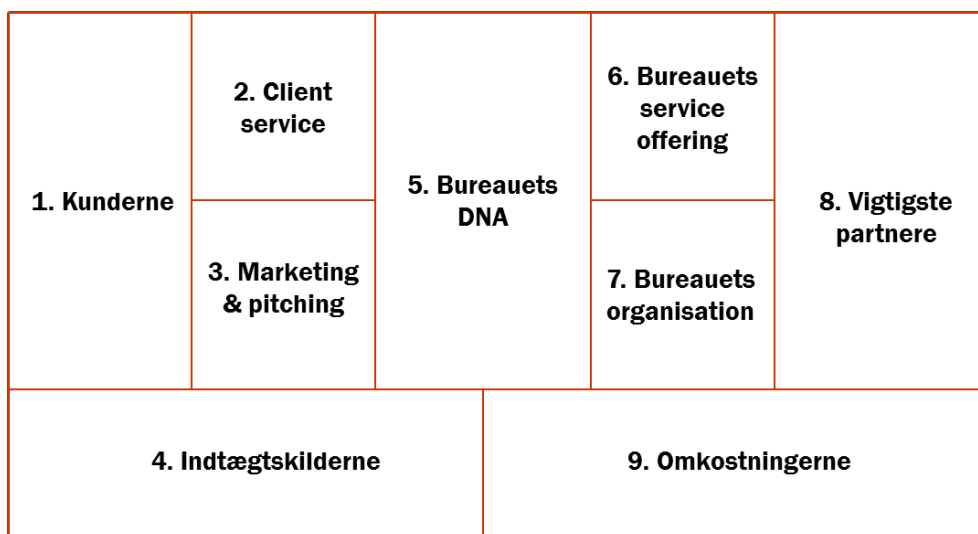 1. Kunderne
2. Client
service
3. Marketing
& pitching
4. Indtægtskilderne
5. Bureauets
DNA
6. Bureauets
service
offering
7. Bureauets
organisation
8. Vigtigste
partnere
9. Omkostningerne